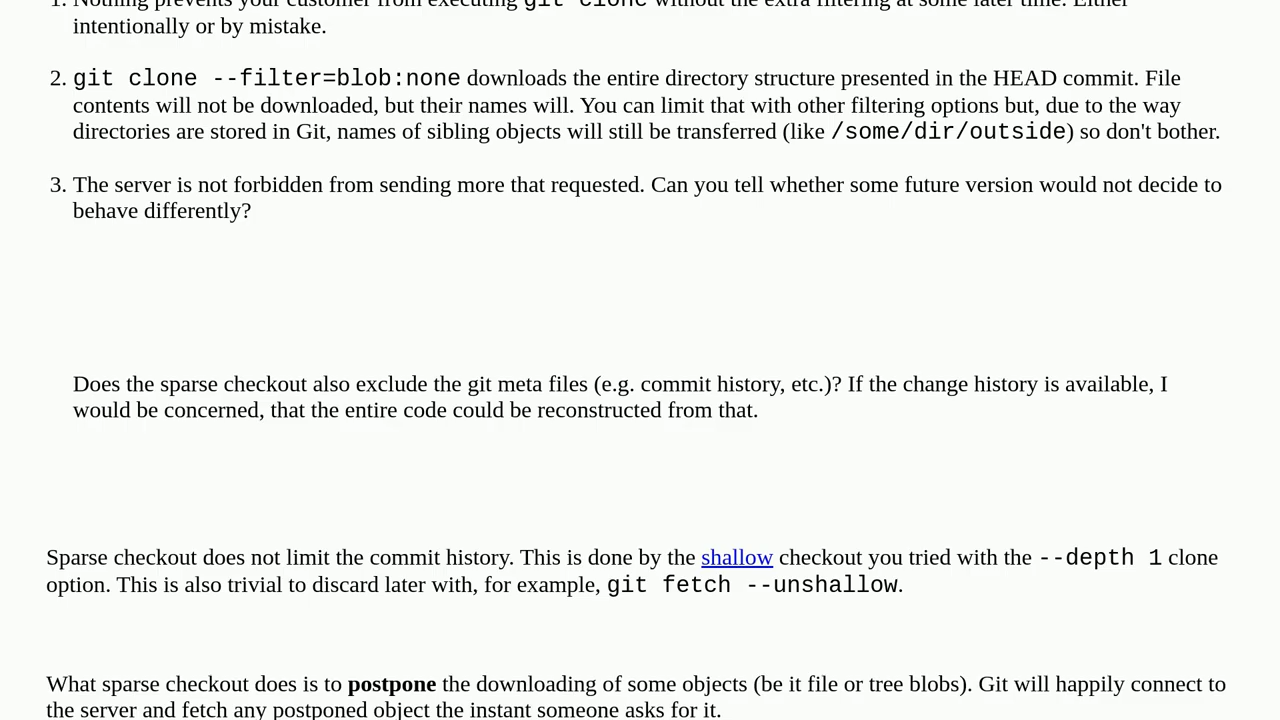 1. Nothing prevents your customer from executing git clone without the extra filtering at some later time. Either
intentionally or by mistake.
2. git clone --filter=blob:none downloads the entire directory structure presented in the HEAD commit. File
contents will not be downloaded, but their names will. You can limit that with other filtering options but, due to the way
directories are stored in Git, names of sibling objects will still be transferred (like /some/dir/outside) so don't bother.
3. The server is not forbidden from sending more that requested. Can you tell whether some future version would not decide to
behave differently?
Does the sparse checkout also exclude the git meta files (e.g. commit history, etc.)? If the change history is available, I
would be concerned, that the entire code could be reconstructed from that.
Sparse checkout does not limit the commit history. This is done by the shallow checkout you tried with the --depth 1 clone
option. This is also trivial to discard later with, for example, git fetch --unshallow.
What sparse checkout does is to postpone the downloading of some objects (be it file or tree blobs). Git will happily connect to
the server and fetch any postponed object the instant someone asks for it.